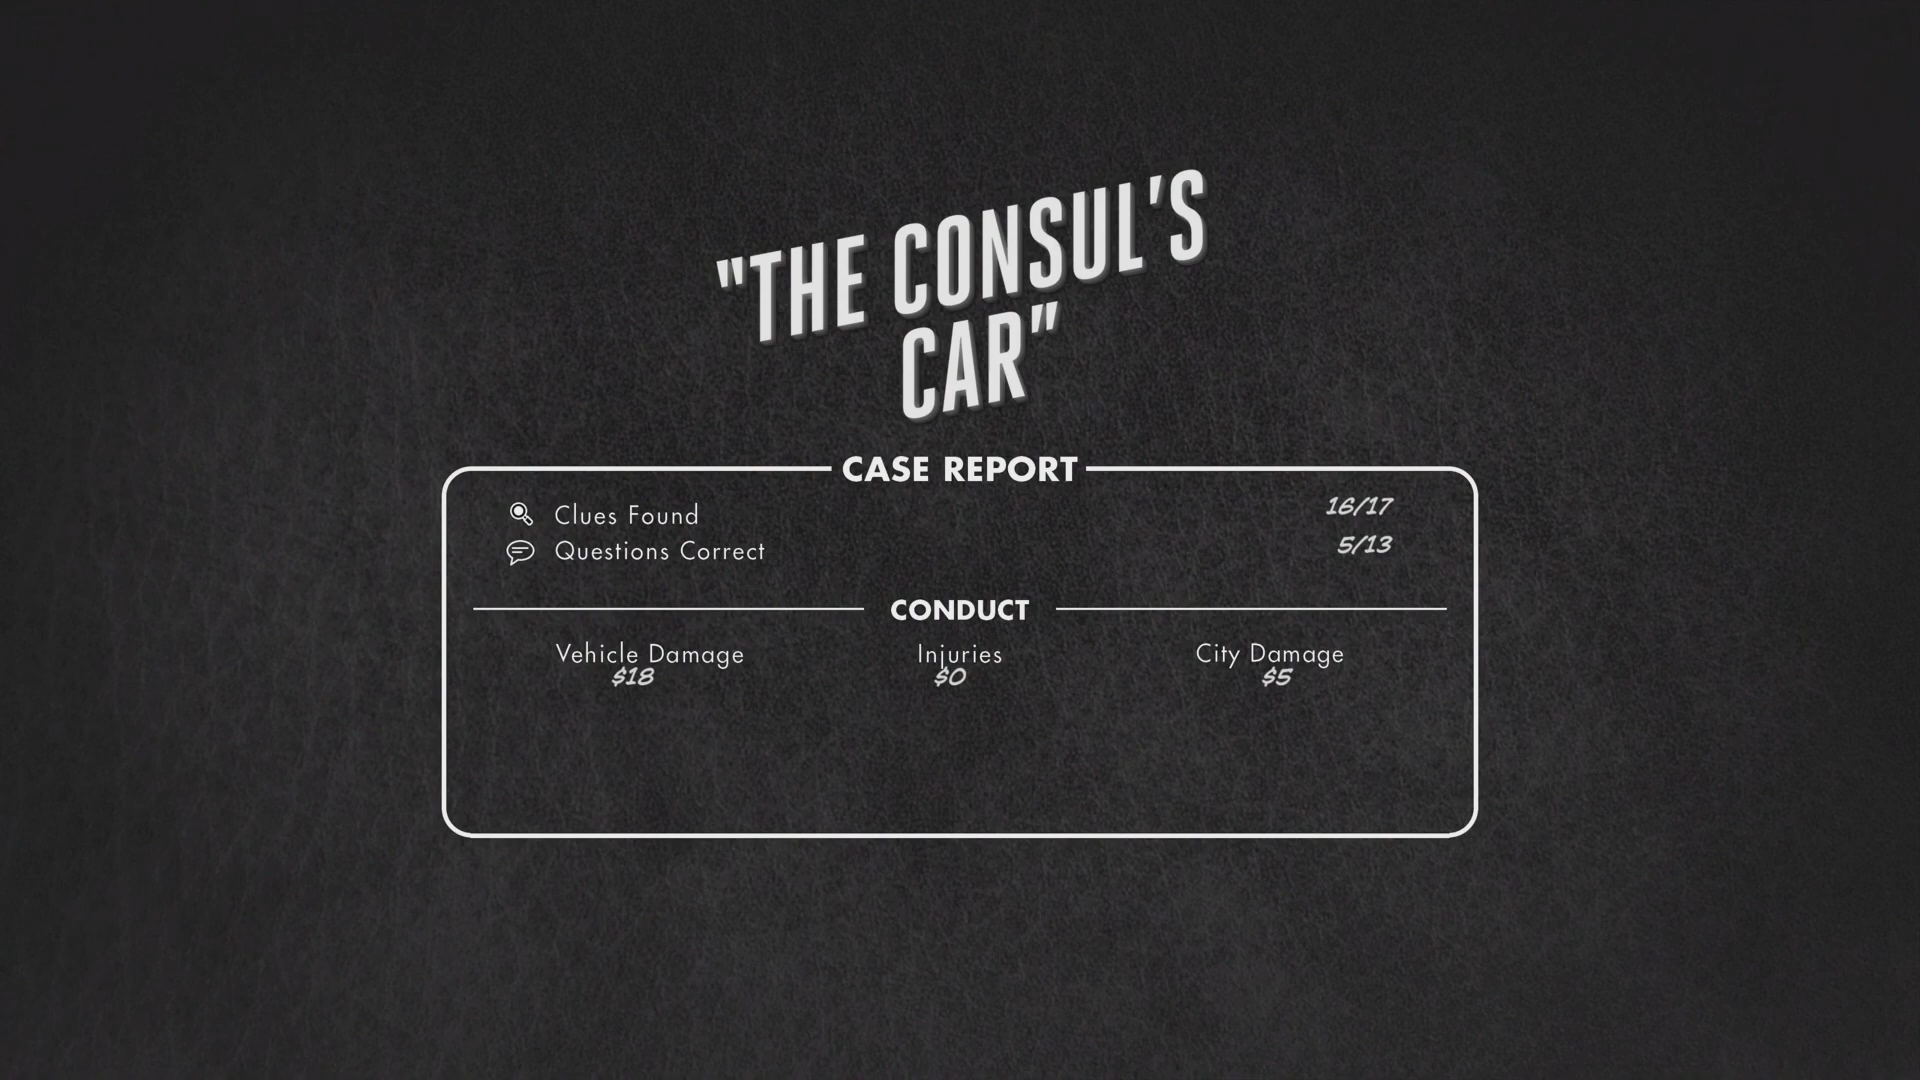 "THE CONSUL'S
CAR"
CASE REPORT
Clues Found 16/17
Questions Correct 5/13
CONDUCT
Vehicle Damage Injuries City Damage
$18 $0 $5